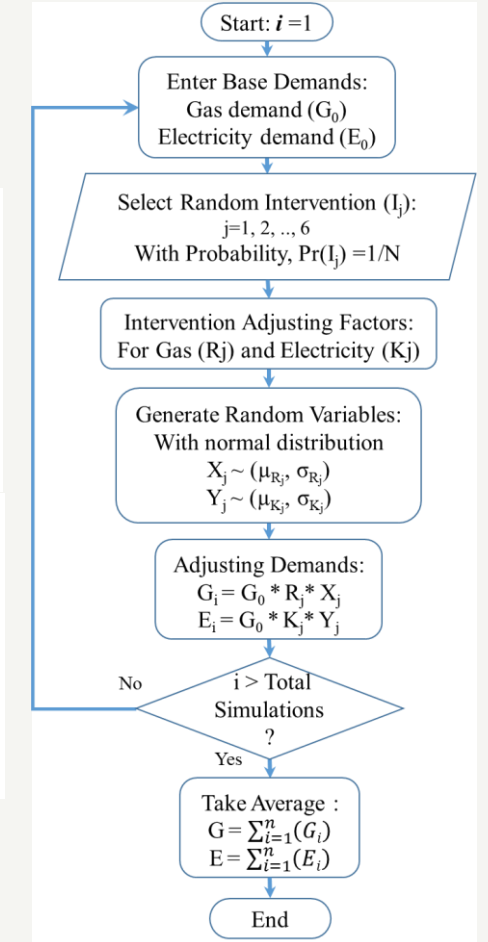 Start: i =1
Enter Base Demands:
Gas demand (G₀)
Electricity demand (E₀)
Select Random Intervention (Iⱼ):
j=1, 2, .., 6
With Probability, Pr(Iⱼ) =1/N
Intervention Adjusting Factors:
For Gas (Rj) and Electricity (Kj)
Generate Random Variables:
With normal distribution
Xⱼ ~ (μRⱼ, σRⱼ)
Yⱼ ~ (μKⱼ, σKⱼ)
Adjusting Demands:
Gᵢ = G₀ * Rⱼ* Xⱼ
Eᵢ = G₀ * Kⱼ* Yⱼ
No
i > Total
Simulations
?
Yes
Take Average :
G = ∑ⁿᵢ₌₁(Gᵢ)
E = ∑ⁿᵢ₌₁(Eᵢ)
End